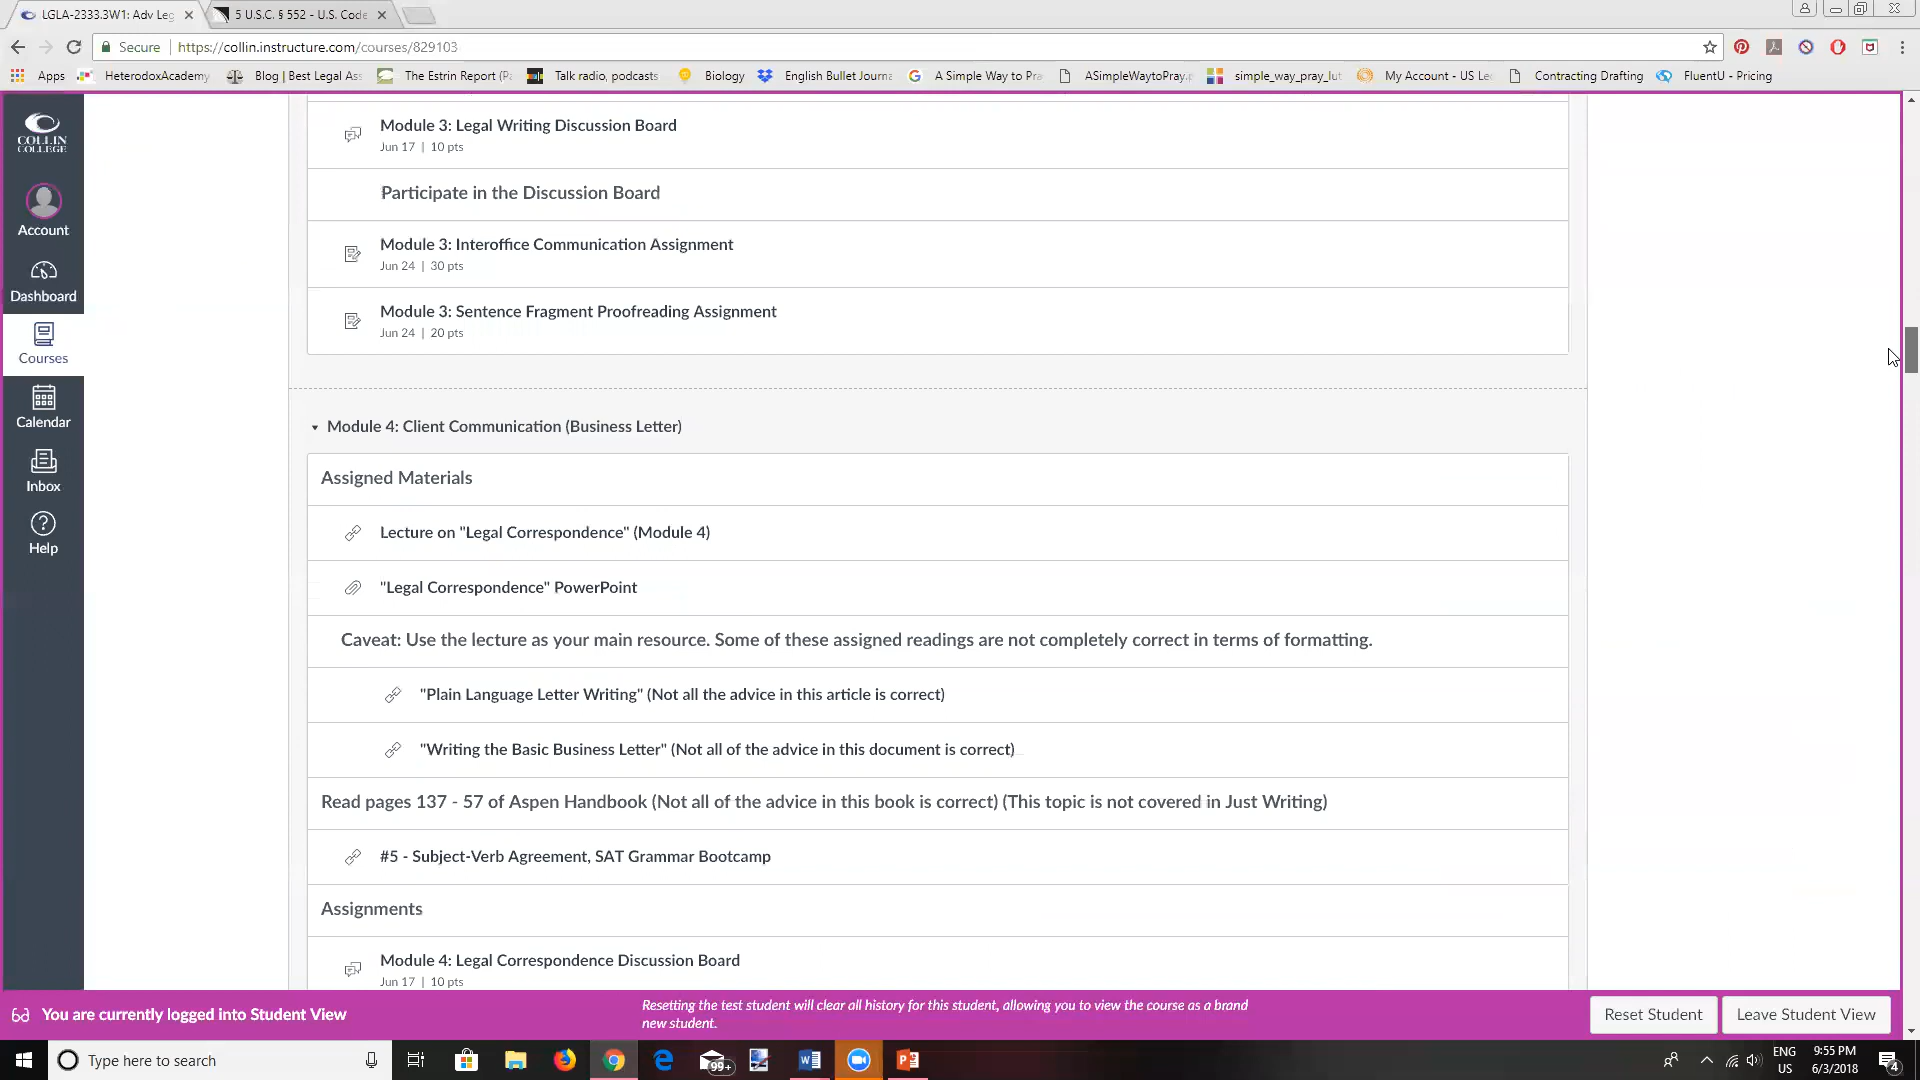 LGLA-2333.3W1: Adv Leg
5 U.S.C. § 552 - U.S. Code
Secure
https://collin.instructure.com/courses/829103
Apps
HeterodoxAcademy
Blog | Best Legal Ass
The Estrin Report (Pa
Talk radio, podcasts
Biology
English Bullet Journa
A Simple Way to Pra
ASimpleWaytoPray.p
simple_way_pray_lut
My Account - US Le
Contracting Drafting
FluentU - Pricing
COLLIN
COLLEGE
Account
Dashboard
Courses
Calendar
Inbox
Help
Module 3: Legal Writing Discussion Board
Jun 17 | 10 pts
Participate in the Discussion Board
Module 3: Interoffice Communication Assignment
Jun 24 | 30 pts
Module 3: Sentence Fragment Proofreading Assignment
Jun 24 | 20 pts
Module 4: Client Communication (Business Letter)
Assigned Materials
Lecture on "Legal Correspondence" (Module 4)
"Legal Correspondence" PowerPoint
Caveat: Use the lecture as your main resource. Some of these assigned readings are not completely correct in terms of formatting.
"Plain Language Letter Writing" (Not all the advice in this article is correct)
"Writing the Basic Business Letter" (Not all of the advice in this document is correct)
Read pages 137 - 57 of Aspen Handbook (Not all of the advice in this book is correct) (This topic is not covered in Just Writing)
#5 - Subject-Verb Agreement, SAT Grammar Bootcamp
Assignments
Module 4: Legal Correspondence Discussion Board
Jun 17 | 10 pts
You are currently logged into Student View
Resetting the test student will clear all history for this student, allowing you to view the course as a brand
new student.
Reset Student
Leave Student View
Type here to search
99+
ENG
US
9:55 PM
6/3/2018
4